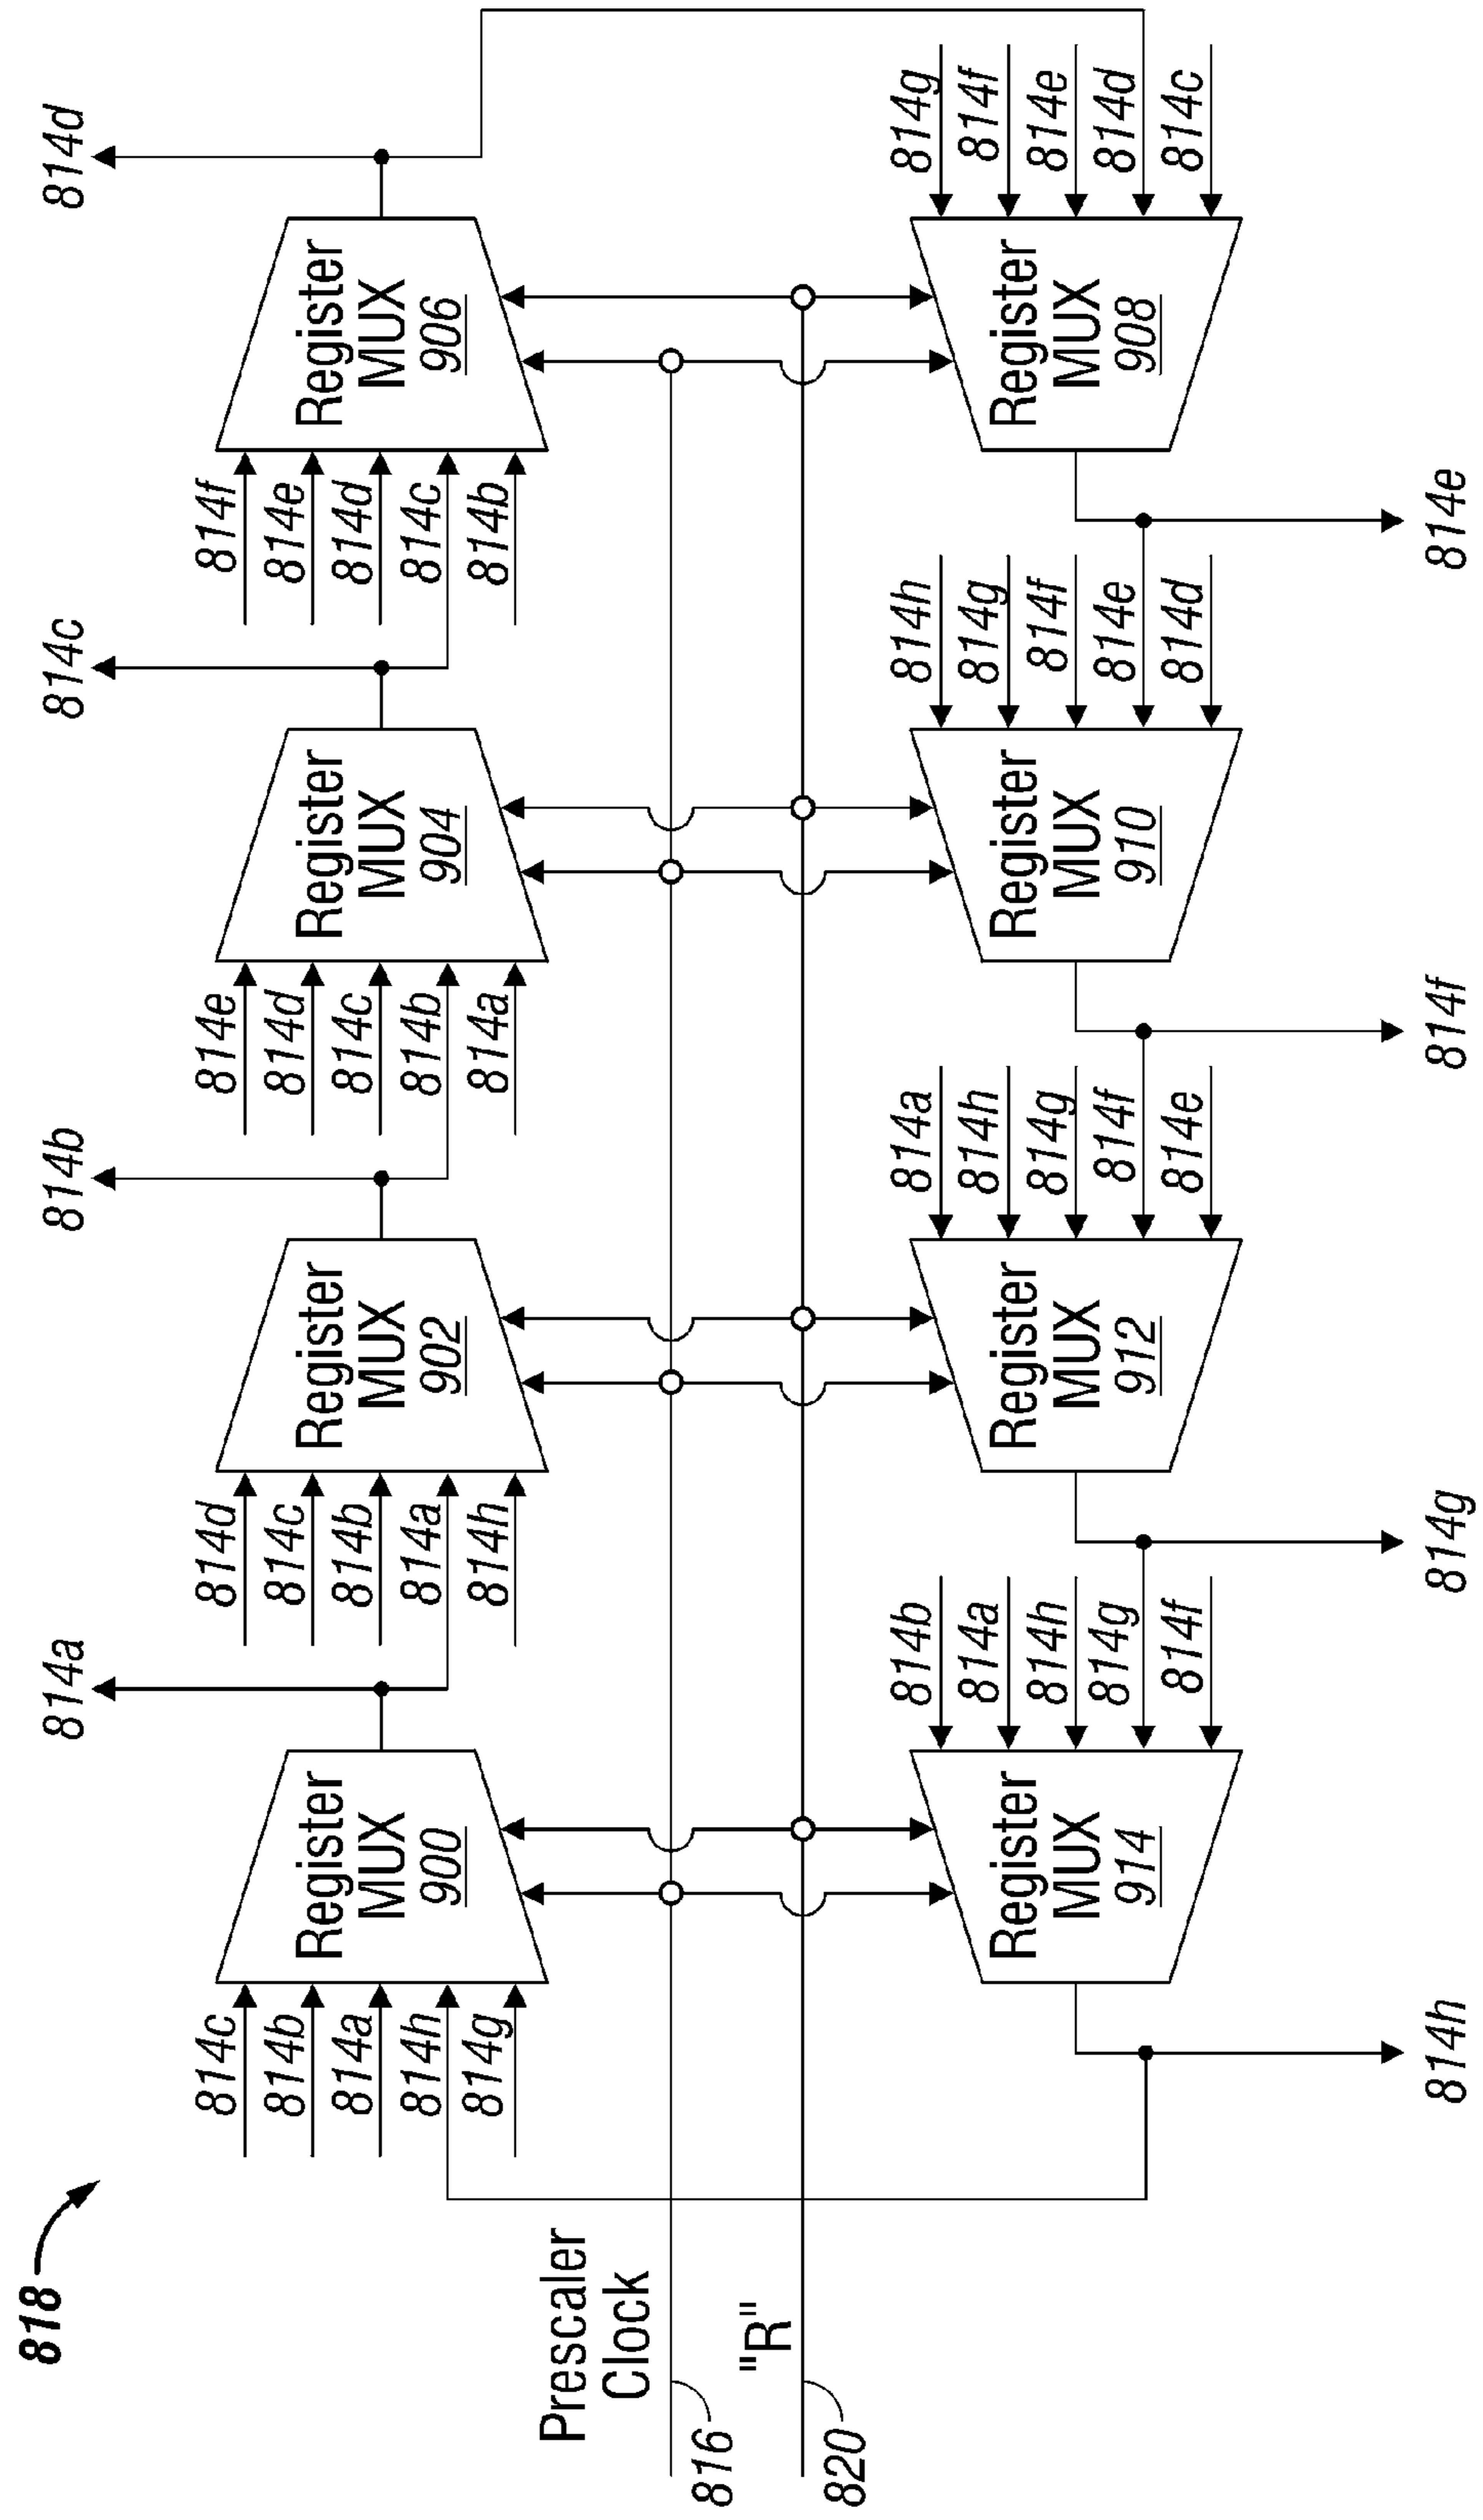 818
814a
814b
814c
814d
814c
814b
814a
814h
814g
Register
MUX
900
814d
814c
814b
814a
814h
Register
MUX
902
814e
814d
814c
814b
814a
Register
MUX
904
814f
814e
814d
814c
814b
Register
MUX
906
Prescaler
Clock
816
"R"
820
Register
MUX
914
814b
814a
814h
814g
814f
Register
MUX
912
814a
814h
814g
814f
814e
Register
MUX
910
814h
814g
814f
814e
814d
Register
MUX
908
814g
814f
814e
814d
814c
814h
814g
814f
814e